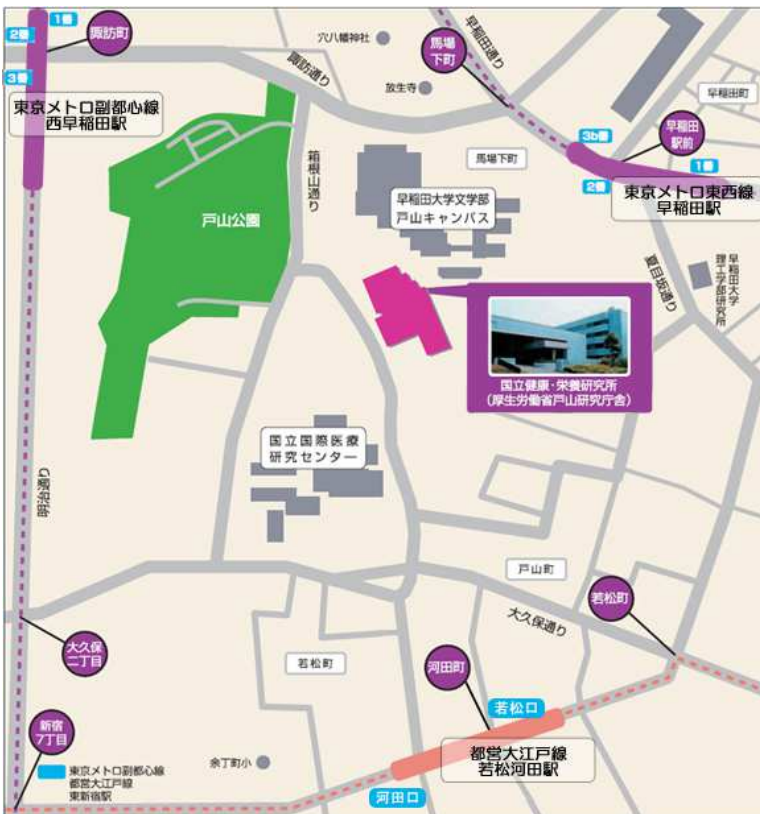 1番
2番
諏訪町
3番
東京メトロ副都心線
西早稲田駅
穴八幡神社
諏訪通り
放生寺
馬場
下町
早稲田通り
早稲田町
3b番
早稲田
駅前
1番
2番
東京メトロ東西線
早稲田駅
馬場下町
箱根山通り
早稲田大学文学部
戸山キャンパス
戸山公園
夏目坂通り
早稲田大学
理工学部研究所
国立健康・栄養研究所
（厚生労働省戸山研究庁舎）
国立国際医療
研究センター
明治通り
戸山町
大久保通り
若松町
大久保
二丁目
若松町
河田町
若松口
新宿
7丁目
東京メトロ副都心線
都営大江戸線
東新宿駅
余丁町小
都営大江戸線
若松河田駅
河田口